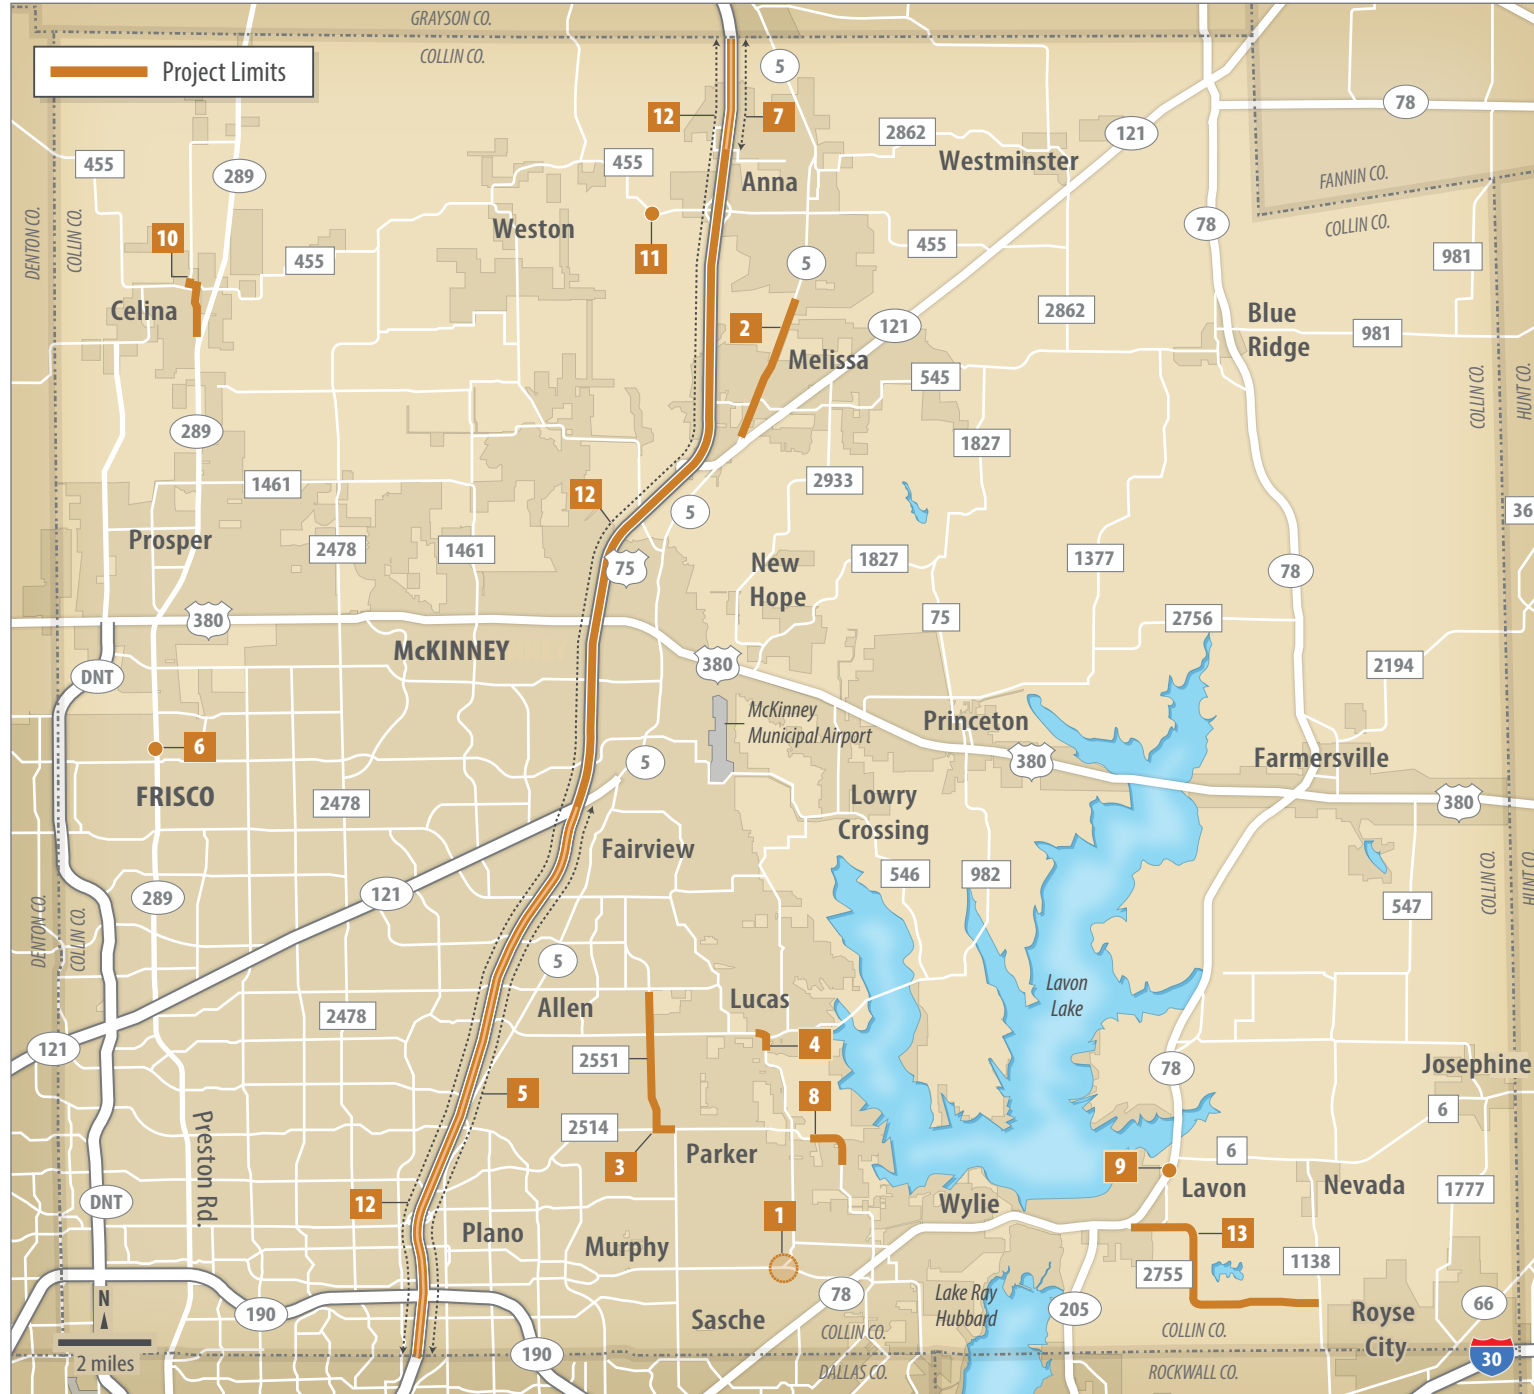 GRAYSON CO.
COLLIN CO.
Project Limits
5
78
12
7
2862
121
455
455
Westminster
289
Anna
FANNIN CO.
COLLIN CO.
DENTON CO.
COLLIN CO.
78
Weston
10
11
455
455
5
981
Celina
2862
Blue
Ridge
2
121
981
Melissa
545
COLLIN CO.
HUNT CO.
289
1827
1461
2933
12
5
36
Prosper
2478
1461
75
New
Hope
1827
1377
78
380
75
2756
McKINNEY
380
2194
DNT
McKinney
Municipal Airport
Princeton
6
5
380
Farmersville
FRISCO
2478
Lowry
Crossing
380
Fairview
546
982
121
289
547
COLLIN CO.
HUNT CO.
DENTON CO.
COLLIN CO.
5
Lavon
Lake
Allen
Lucas
2478
121
4
2551
78
Josephine
5
8
6
2514
Preston Rd.
3
Parker
9
6
DNT
12
Lavon
Nevada
1777
Wylie
1
Plano
Murphy
13
2755
1138
N
190
78
Lake Ray
Hubbard
205
66
Sasche
Royse
City
COLLIN CO.
COLLIN CO.
2 miles
190
30
DALLAS CO.
ROCKWALL CO.